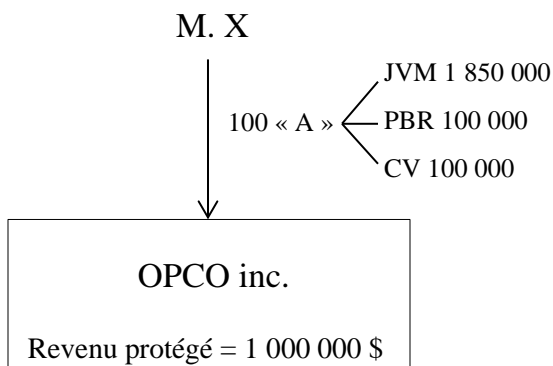 M. X
JVM 1 850 000
100 « A »
PBR 100 000
CV 100 000
OPCO inc.
Revenu protégé = 1 000 000 $